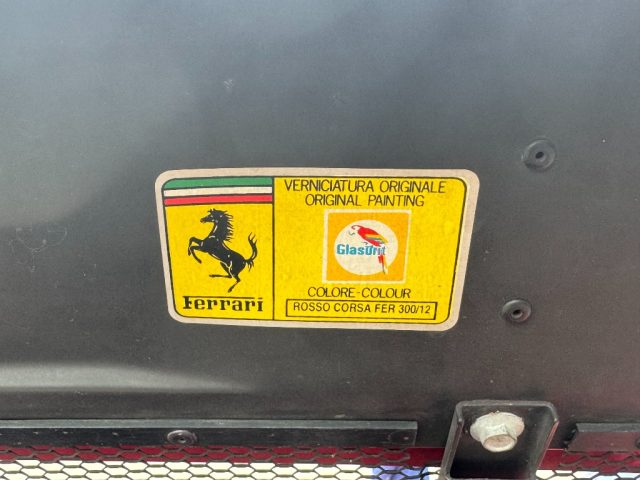 VERNICIATURA ORIGINALE
ORIGINAL PAINTING
Glasurit
COLORE-COLOUR
Ferrari
ROSSO CORSA FER 300/12